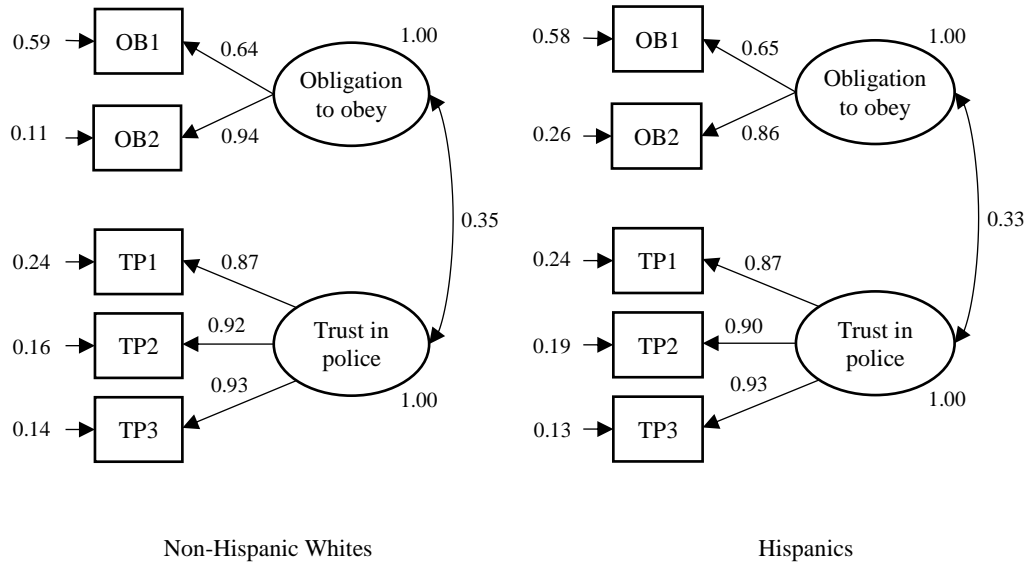 1.00
0.59
OB1
0.64
Obligation
to obey
0.11
OB2
0.94
0.35
0.24
TP1
0.87
0.16
TP2
0.92
Trust in
police
0.93
1.00
0.14
TP3
Non-Hispanic Whites
1.00
0.58
OB1
0.65
Obligation
to obey
0.26
OB2
0.86
0.33
0.24
TP1
0.87
0.19
TP2
0.90
Trust in
police
0.93
1.00
0.13
TP3
Hispanics